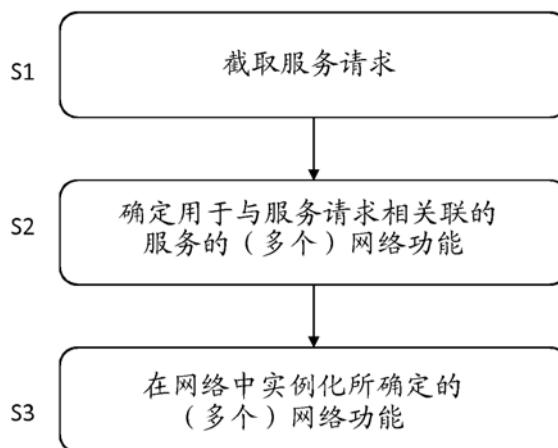 S1
截取服务请求
S2
确定用于与服务请求相关联的
服务的（多个）网络功能
S3
在网络中实例化所确定的
（多个）网络功能